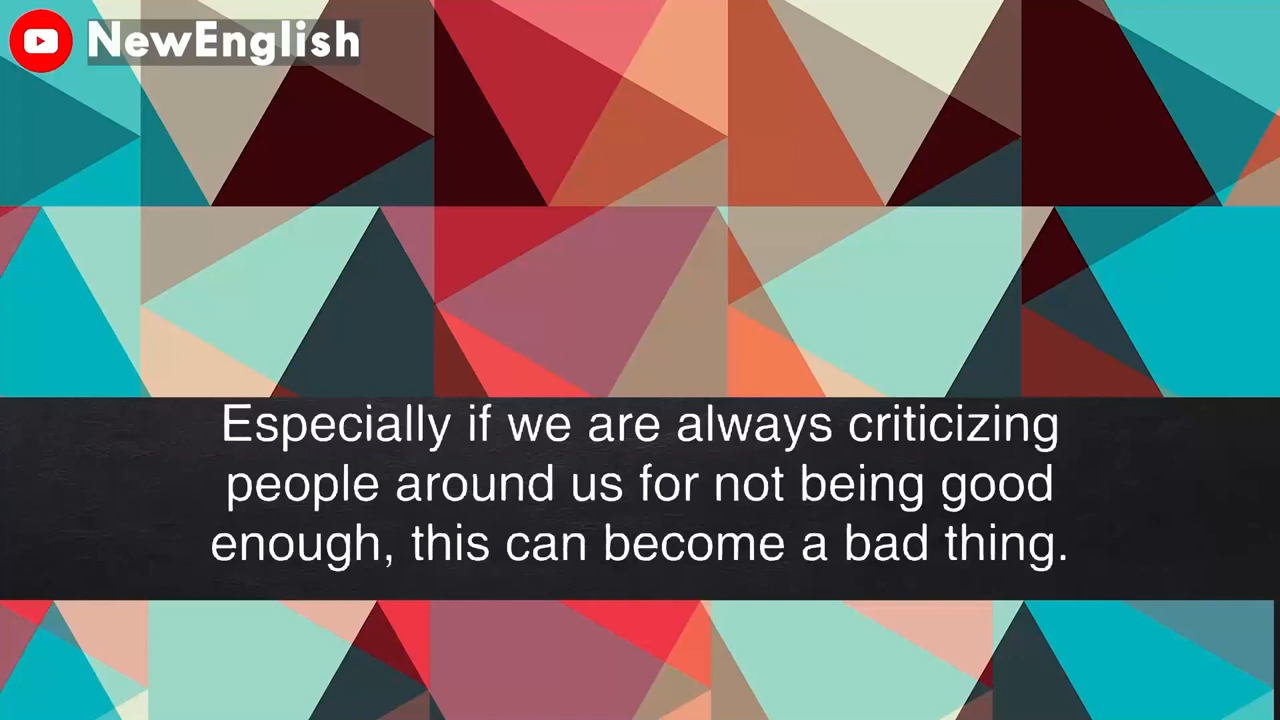 NewEnglish
Especially if we are always criticizing
people around us for not being good
enough, this can become a bad thing.